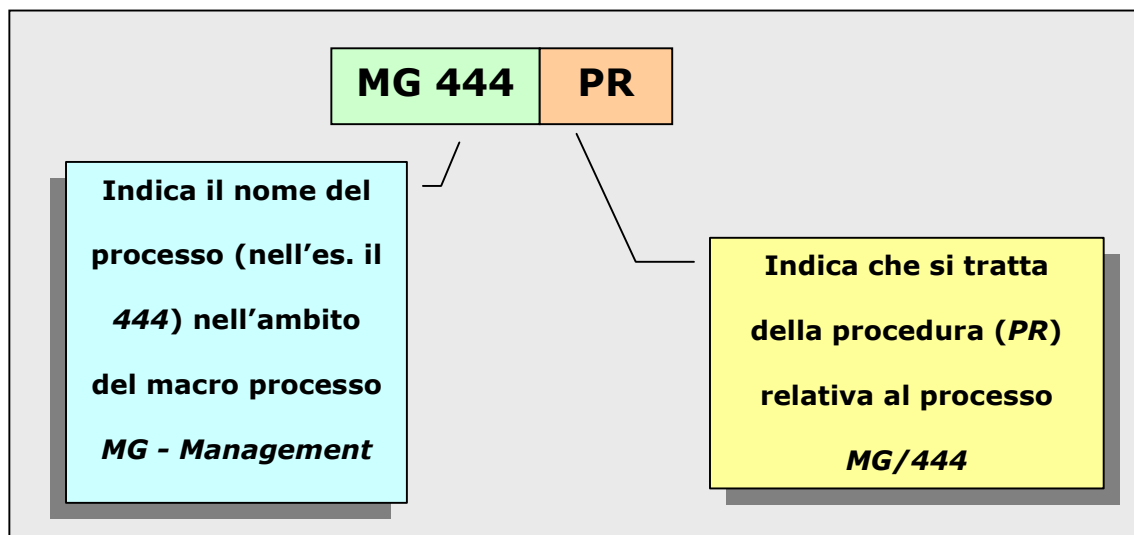 MG 444 PR
Indica il nome del
processo (nell’es. il
444) nell’ambito
del macro processo
MG - Management
Indica che si tratta
della procedura (PR)
relativa al processo
MG/444